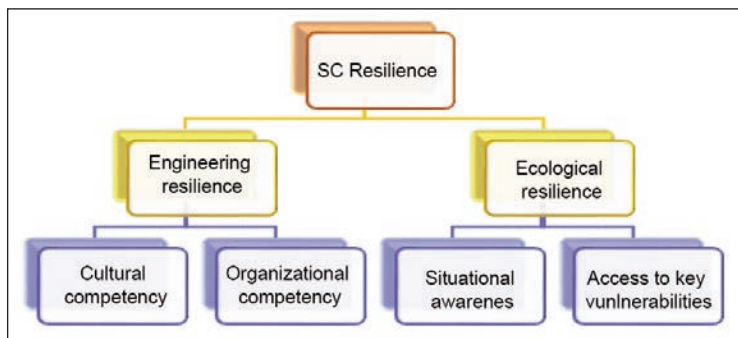 SC Resilience
Engineering
resilience
Ecological
resilience
Cultural
competency
Organizational
competency
Situational
awarenes
Access to key
vunlnerabilities